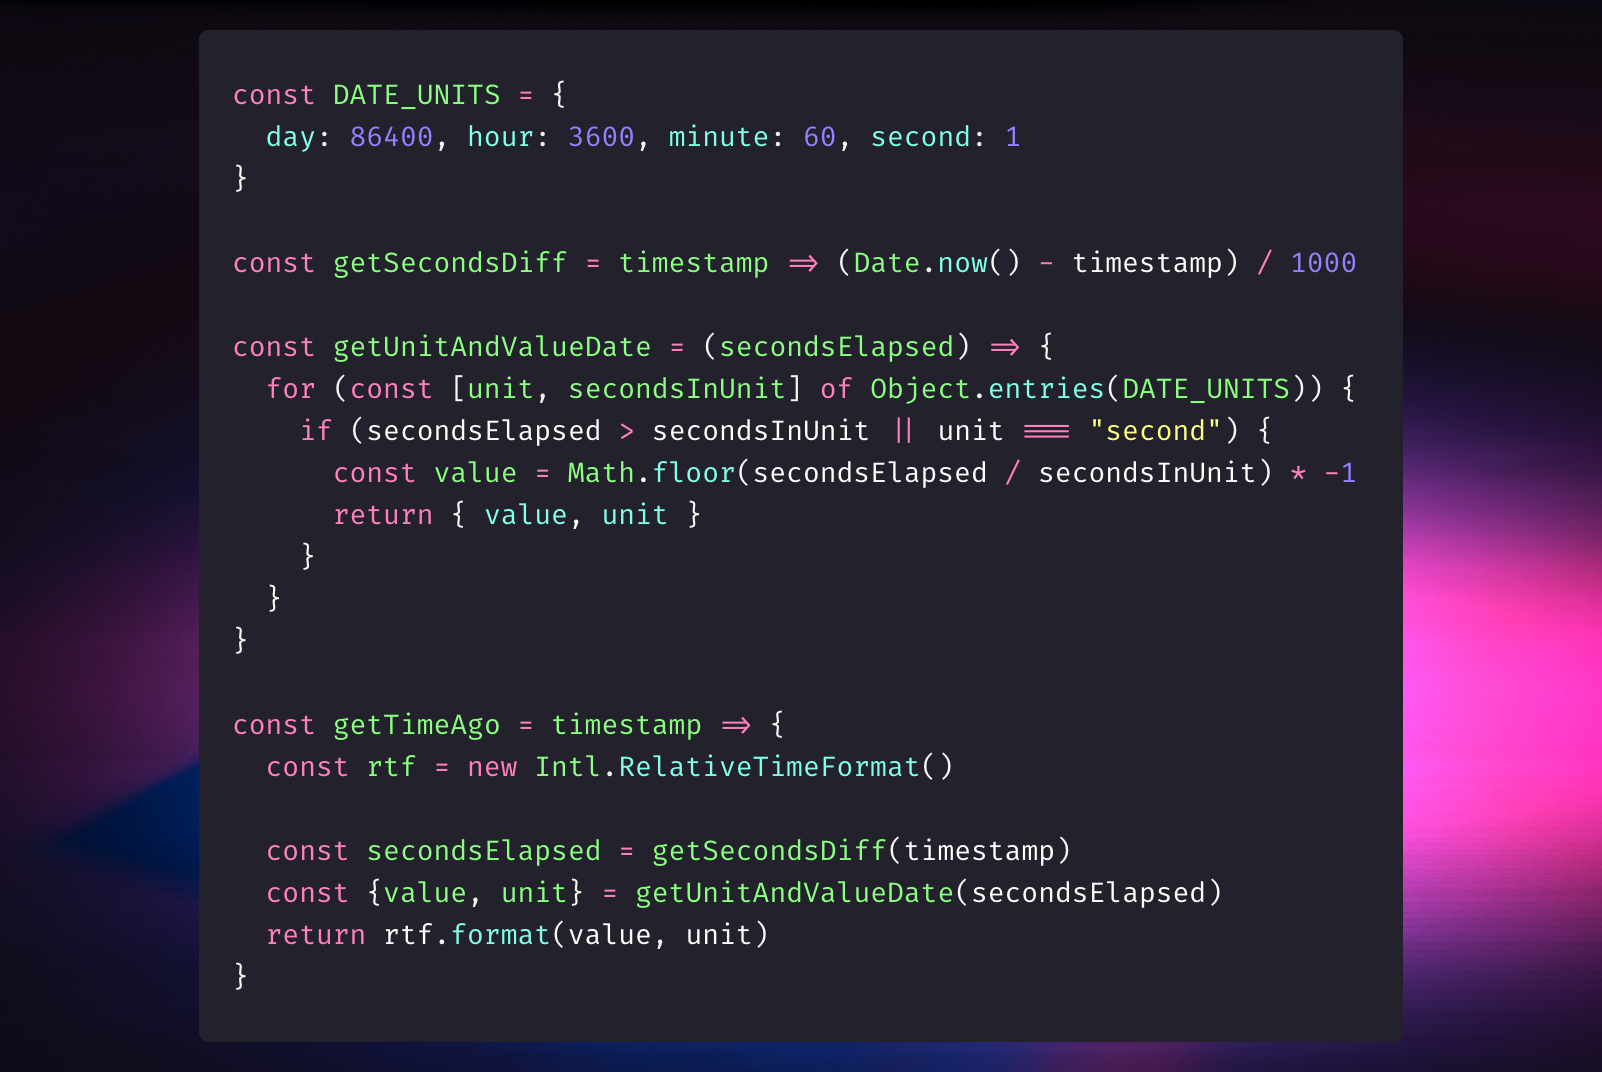 const DATE_UNITS = {
  day: 86400, hour: 3600, minute: 60, second: 1
}

const getSecondsDiff = timestamp => (Date.now() - timestamp) / 1000

const getUnitAndValueDate = (secondsElapsed) => {
  for (const [unit, secondsInUnit] of Object.entries(DATE_UNITS)) {
    if (secondsElapsed > secondsInUnit || unit === "second") {
      const value = Math.floor(secondsElapsed / secondsInUnit) * -1
      return { value, unit }
    }
  }
}

const getTimeAgo = timestamp => {
  const rtf = new Intl.RelativeTimeFormat()

  const secondsElapsed = getSecondsDiff(timestamp)
  const {value, unit} = getUnitAndValueDate(secondsElapsed)
  return rtf.format(value, unit)
}